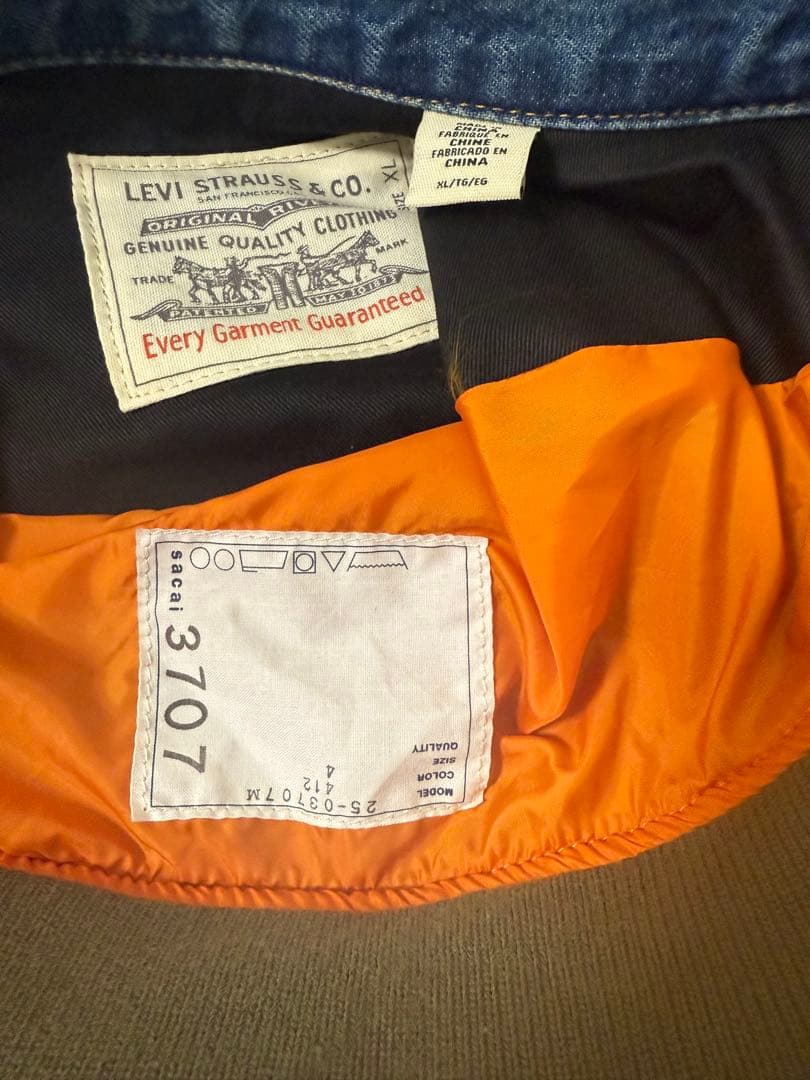 LEVI STRAUSS & CO.
SAN FRANCISCO
ORIGINAL
GENUINE QUALITY CLOTHING
TRADE MARK
PATENTED MAY 20 1873
Every Garment Guaranteed
SIZE XL
MADE IN
CHINA
FABRIQUÉ EN
CHINE
FABRICADO EN
CHINA
XL/TG/EG
sacai 3707
MODEL 25-03707M
COLOR 412
SIZE 4
QUALITY